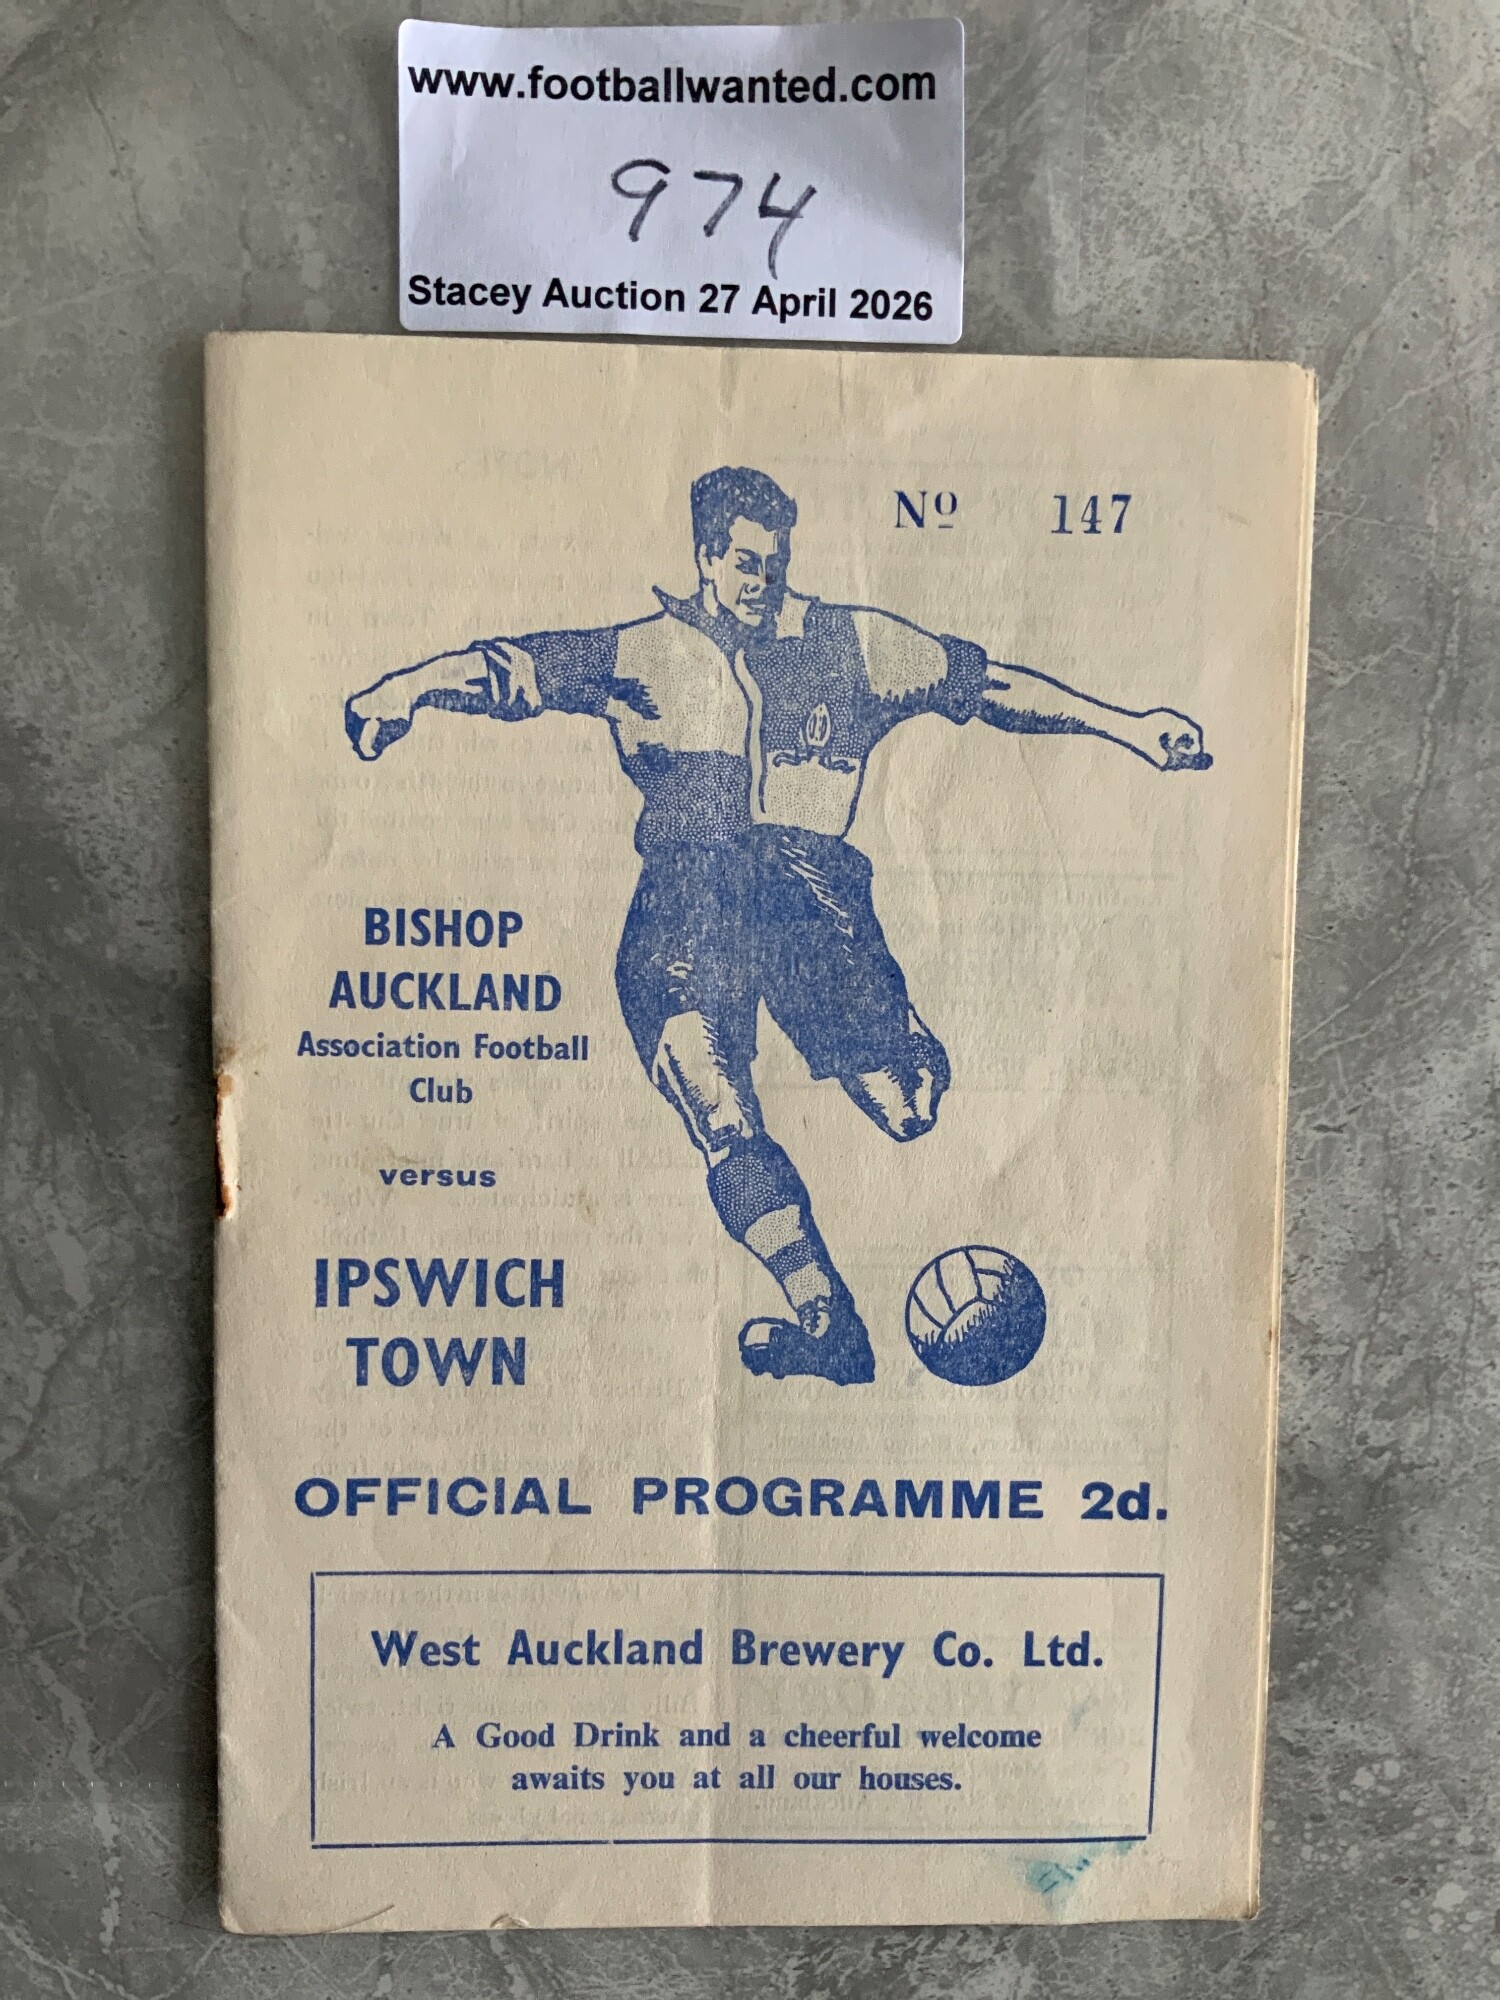 www.footballwanted.com
974
Stacey Auction 27 April 2026
Nº 147
BISHOP
AUCKLAND
Association Football
Club
versus
IPSWICH
TOWN
OFFICIAL PROGRAMME 2d.
West Auckland Brewery Co. Ltd.
A Good Drink and a cheerful welcome
awaits you at all our houses.